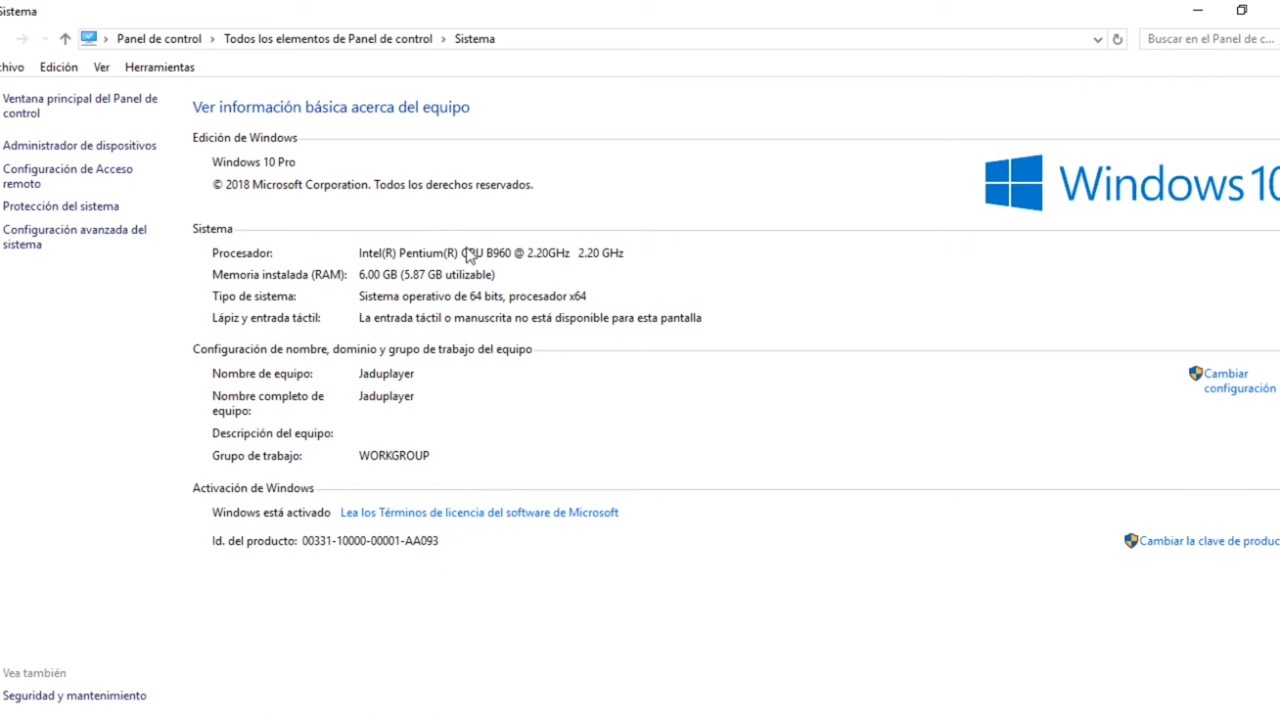 Sistema
Panel de control > Todos los elementos de Panel de control > Sistema
Buscar en el Panel de c...
chivo Edición Ver Herramientas
Ventana principal del Panel de
control
Administrador de dispositivos
Configuración de Acceso
remoto
Protección del sistema
Configuración avanzada del
sistema
Ver información básica acerca del equipo
Edición de Windows
Windows 10 Pro
© 2018 Microsoft Corporation. Todos los derechos reservados.
Windows 10
Sistema
Procesador: Intel(R) Pentium(R) CPU B960 @ 2.20GHz 2.20 GHz
Memoria instalada (RAM): 6.00 GB (5.87 GB utilizable)
Tipo de sistema: Sistema operativo de 64 bits, procesador x64
Lápiz y entrada táctil: La entrada táctil o manuscrita no está disponible para esta pantalla
Configuración de nombre, dominio y grupo de trabajo del equipo
Nombre de equipo: Jaduplayer
Cambiar
configuración
Nombre completo de
equipo: Jaduplayer
Descripción del equipo:
Grupo de trabajo: WORKGROUP
Activación de Windows
Windows está activado Lea los Términos de licencia del software de Microsoft
Id. del producto: 00331-10000-00001-AA093
Cambiar la clave de produc
Vea también
Seguridad y mantenimiento